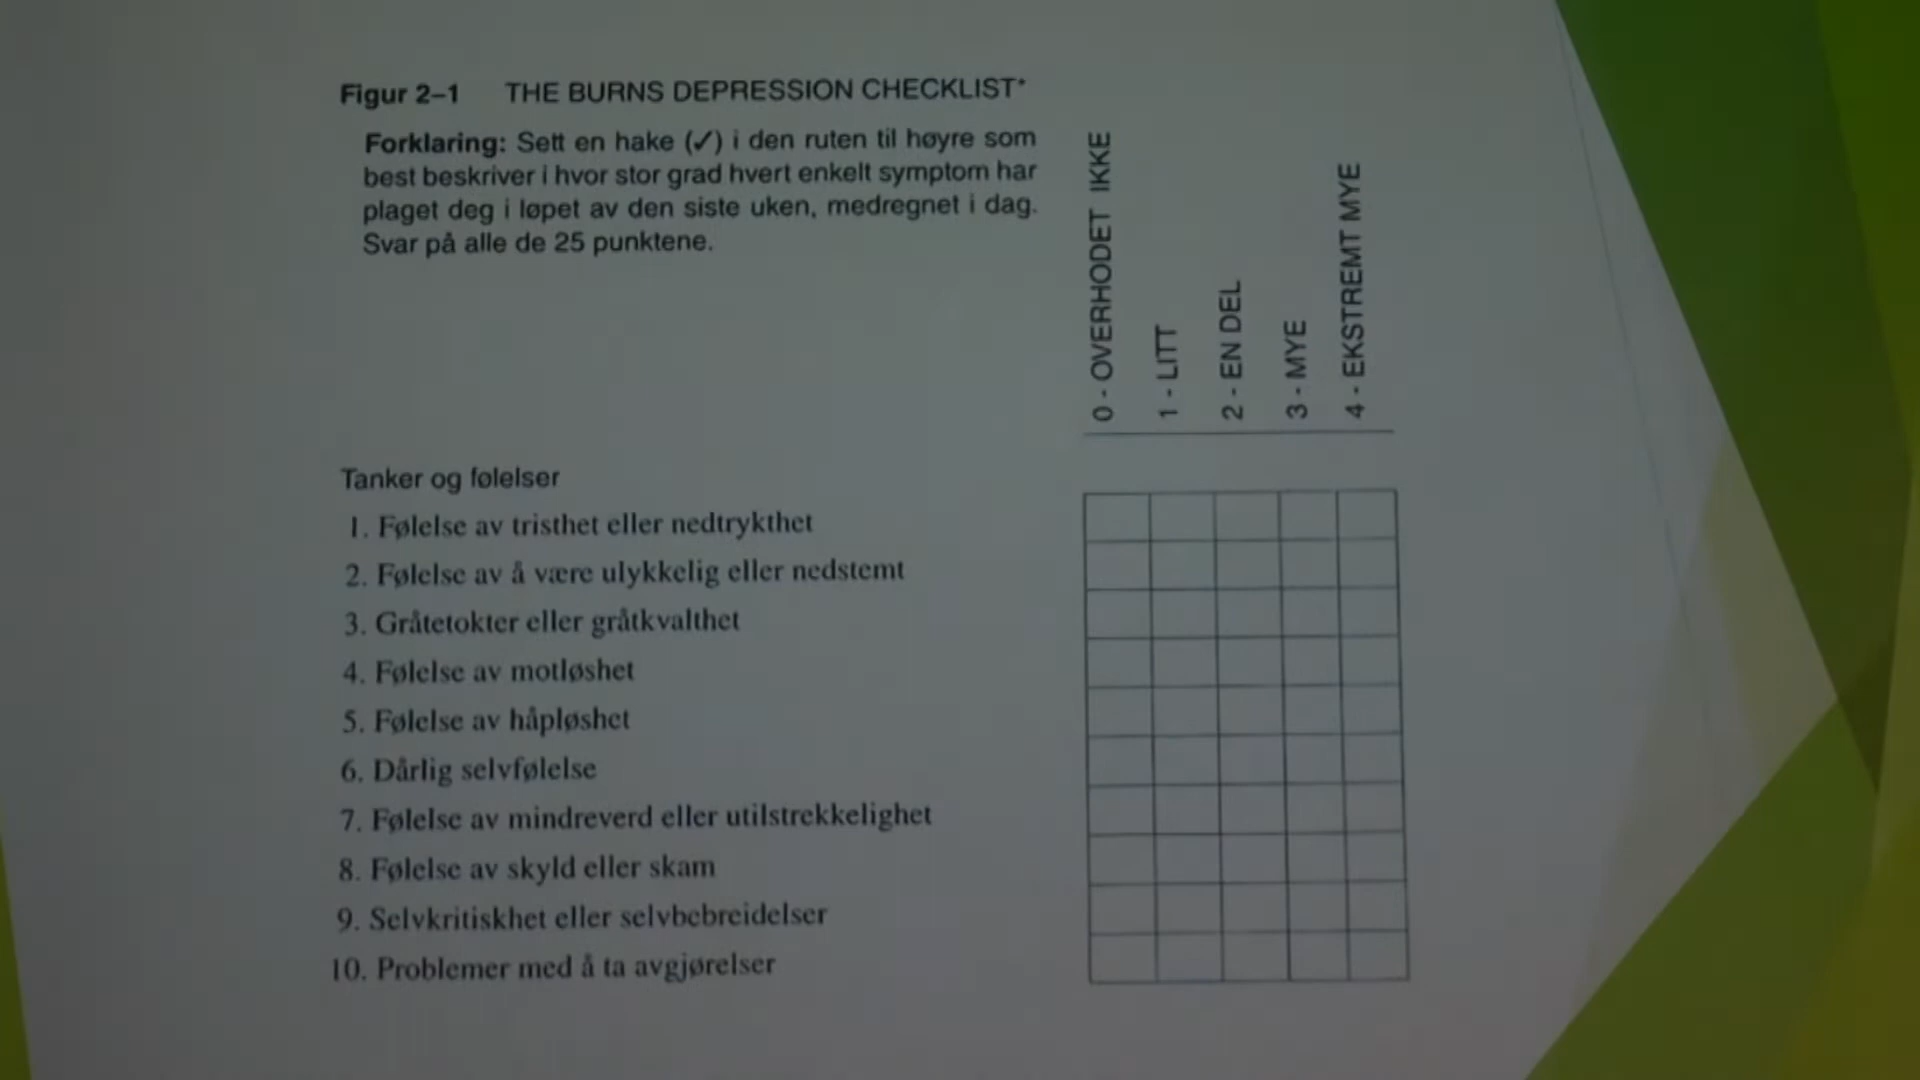 Figur 2–1 THE BURNS DEPRESSION CHECKLIST*
Forklaring: Sett en hake (✓) i den ruten til høyre som
best beskriver i hvor stor grad hvert enkelt symptom har
plaget deg i løpet av den siste uken, medregnet i dag.
Svar på alle de 25 punktene.
0 - OVERHODET IKKE
1 - LITT
2 - EN DEL
3 - MYE
4 - EKSTREMT MYE
Tanker og følelser
1. Følelse av tristhet eller nedtrykthet
2. Følelse av å være ulykkelig eller nedstemt
3. Gråtetokter eller gråtkvalthet
4. Følelse av motløshet
5. Følelse av håpløshet
6. Dårlig selvfølelse
7. Følelse av mindreverd eller utilstrekkelighet
8. Følelse av skyld eller skam
9. Selvkritiskhet eller selvbebreidelser
10. Problemer med å ta avgjørelser